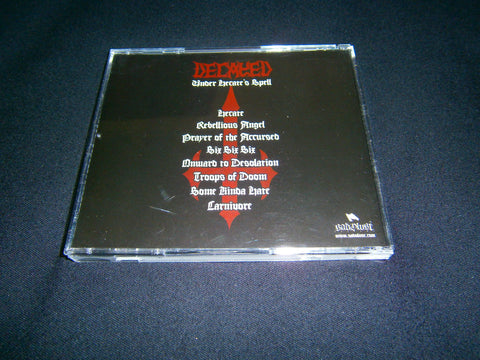 DECAYED
Under Hecate's Spell
Hecate
Rebellious Angel
Prayer of the Accursed
Six Six Six
Onward to Desolation
Troops of Doom
Some Kinda Hate
Carnivore